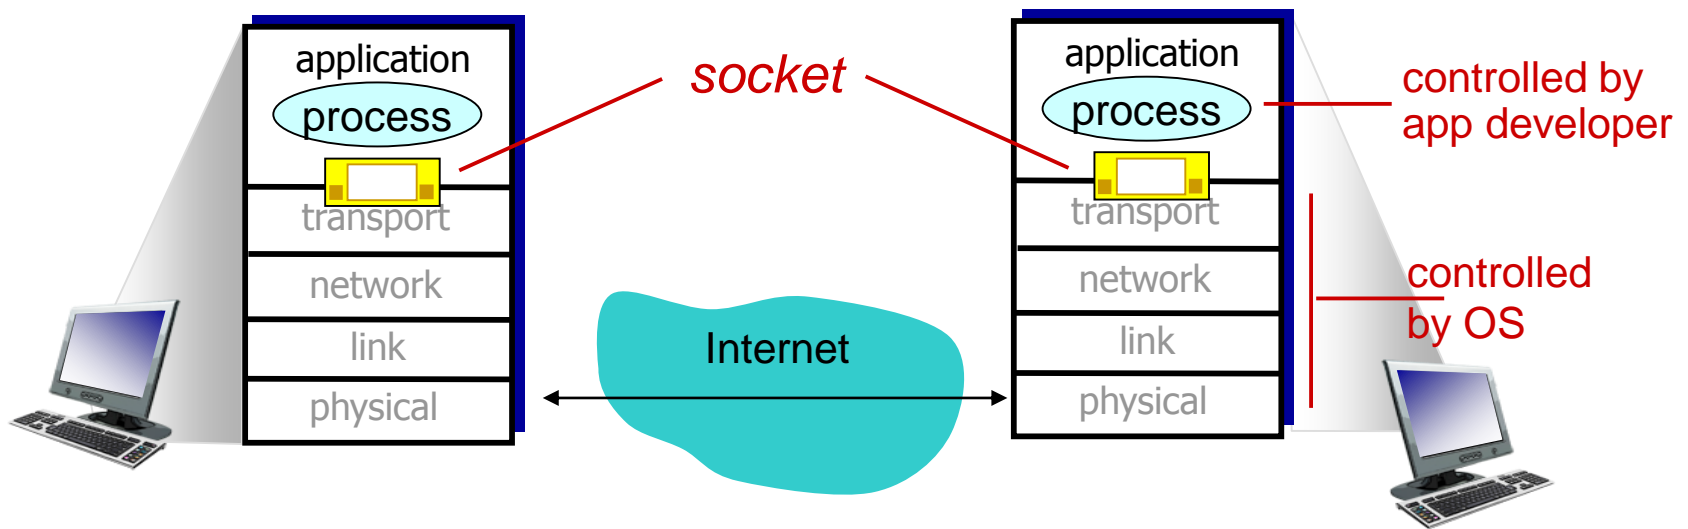 application
process
transport
network
link
physical
socket
Internet
application
process
transport
network
link
physical
controlled by
app developer
controlled
by OS